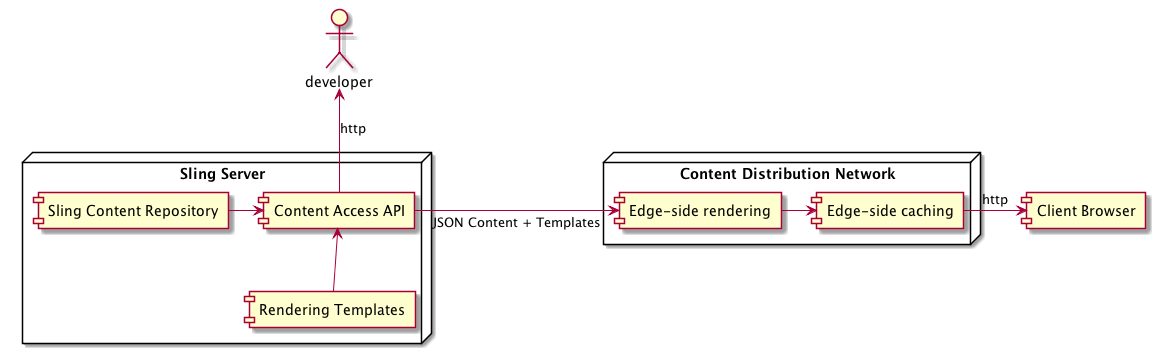 developer
http
Sling Server
Content Distribution Network
Sling Content Repository
Content Access API
JSON Content + Templates
Edge-side rendering
Edge-side caching
http
Client Browser
Rendering Templates